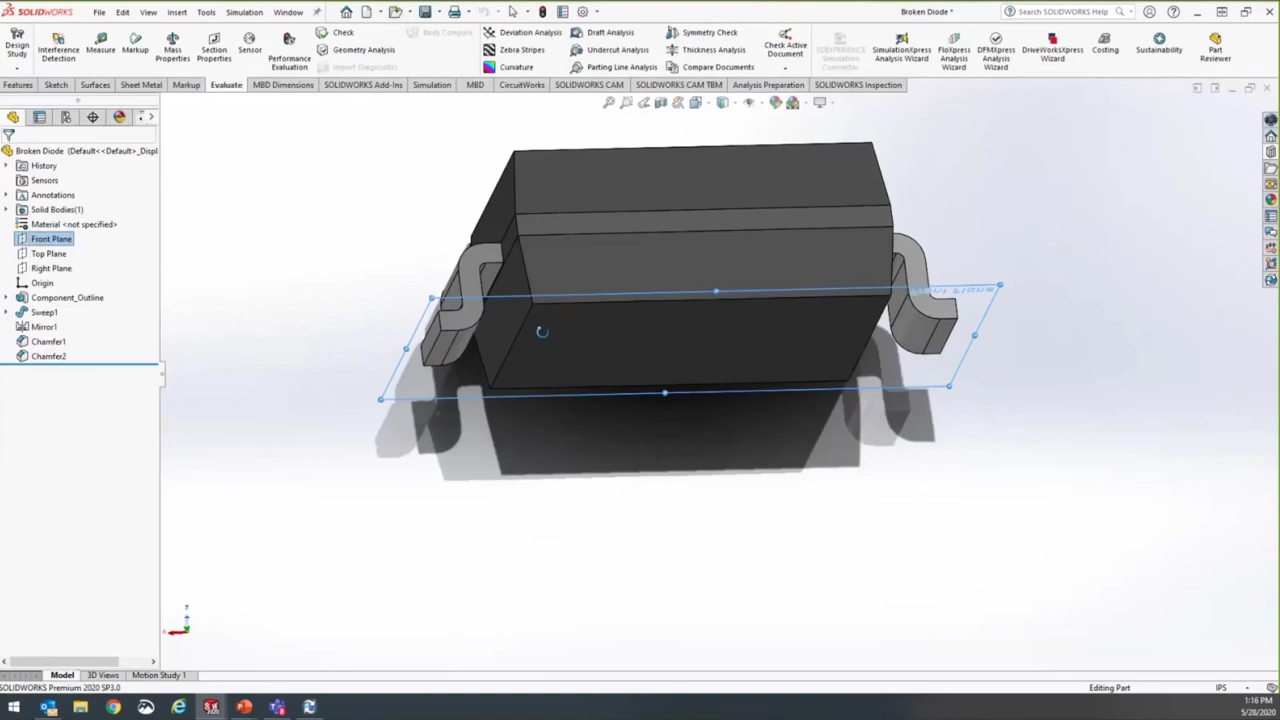 SOLIDWORKS File Edit View Insert Tools Simulation Window Broken Diode * Search SOLIDWORKS Help
Design Study
Interference Detection
Measure
Markup
Mass Properties
Section Properties
Sensor
Performance Evaluation
Check
Geometry Analysis
Import Diagnostics
Body Compare
Deviation Analysis
Zebra Stripes
Curvature
Draft Analysis
Undercut Analysis
Parting Line Analysis
Symmetry Check
Thickness Analysis
Compare Documents
Check Active Document
3DEXPERIENCE Simulation Connector
SimulationXpress Analysis Wizard
FloXpress Analysis Wizard
DFMXpress Analysis Wizard
DriveWorksXpress Wizard
Costing
Sustainability
Part Reviewer
Features Sketch Surfaces Sheet Metal Markup Evaluate MBD Dimensions SOLIDWORKS Add-Ins Simulation MBD CircuitWorks SOLIDWORKS CAM SOLIDWORKS CAM TBM Analysis Preparation SOLIDWORKS Inspection
Broken Diode (Default<<Default>_Displ
History
Sensors
Annotations
Solid Bodies(1)
Material <not specified>
Front Plane
Top Plane
Right Plane
Origin
Component_Outline
Sweep1
Mirror1
Chamfer1
Chamfer2
Front Plane
Model 3D Views Motion Study 1
SOLIDWORKS Premium 2020 SP3.0 Editing Part IPS
1:16 PM
5/28/2020